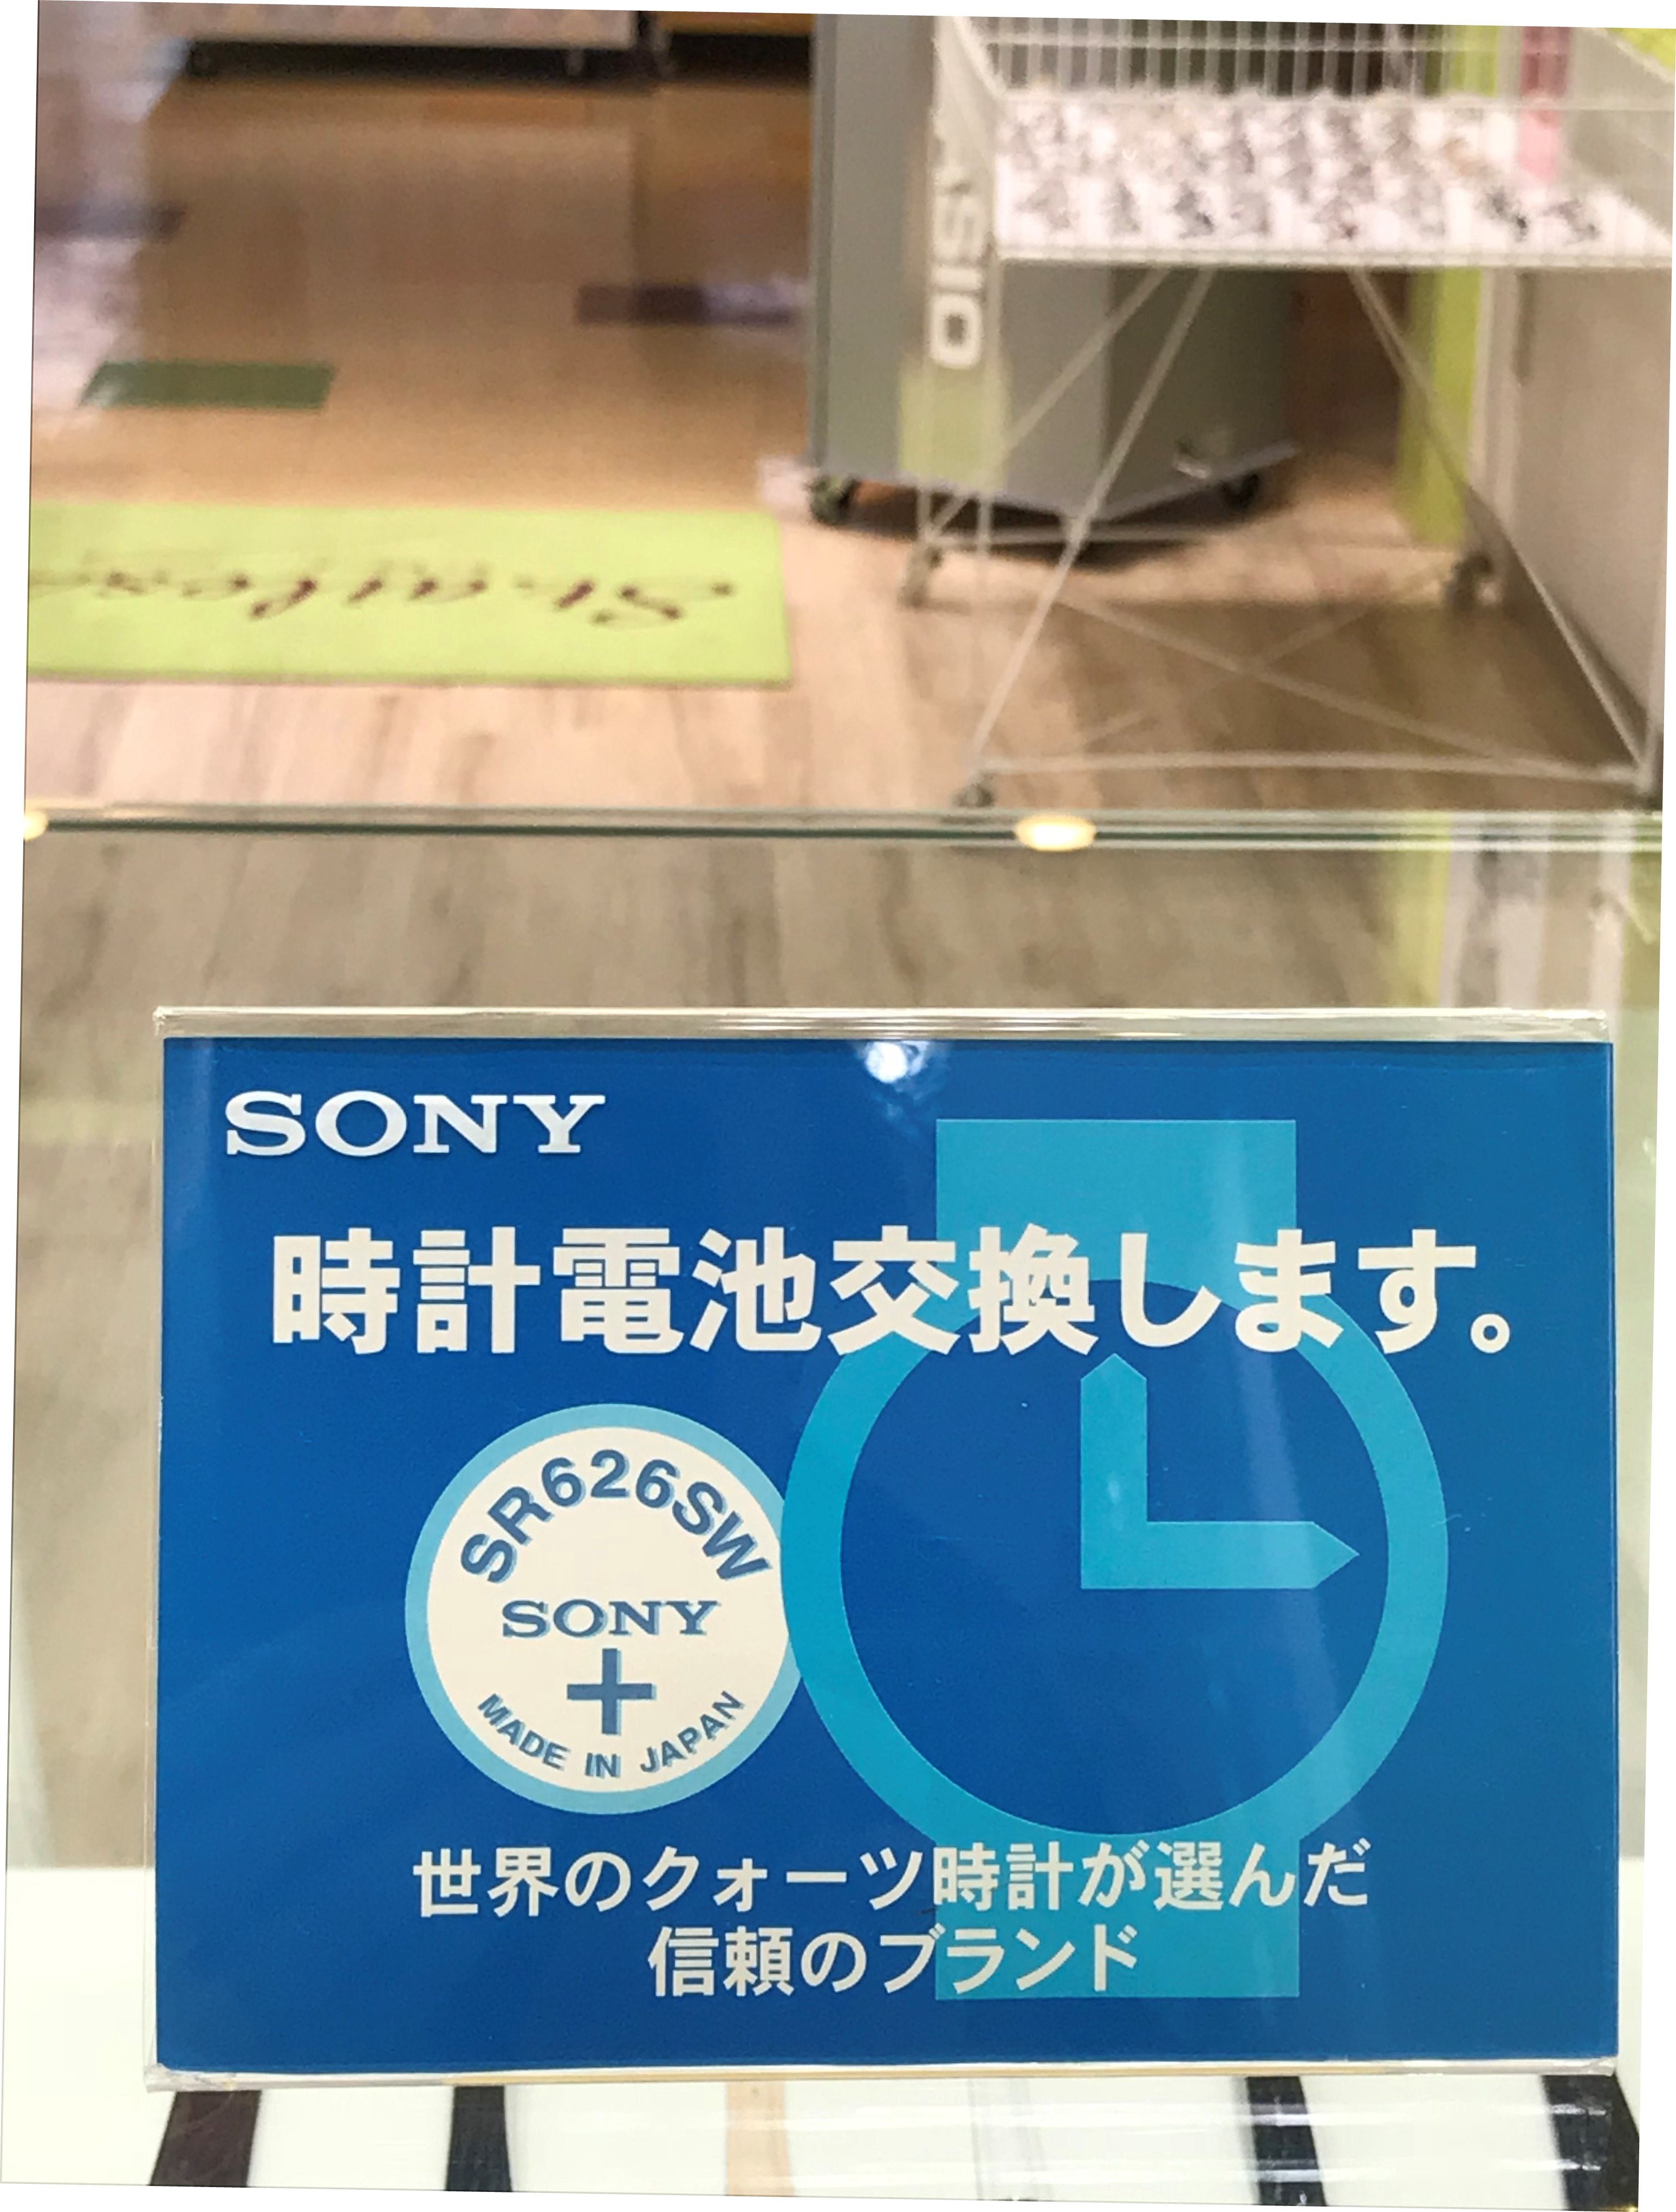 SONY
時計電池交換します。
SR626SW
SONY
+
MADE IN JAPAN
世界のクォーツ時計が選んだ
信頼のブランド